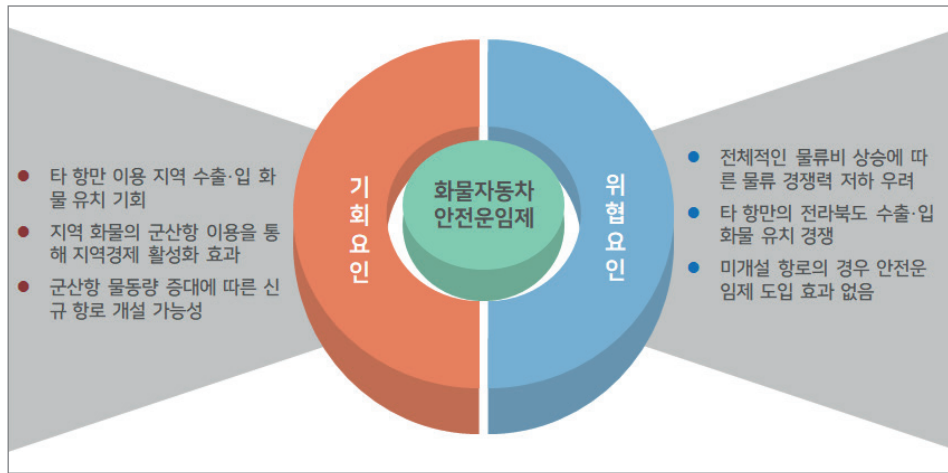 타 항만 이용 지역 수출·입 화
물 유치 기회
지역 화물의 군산항 이용을 통
해 지역경제 활성화 효과
군산항 물동량 증대에 따른 신
규 항로 개설 가능성
기회요인
화물자동차
안전운임제
위협요인
전체적인 물류비 상승에 따
른 물류 경쟁력 저하 우려
타 항만의 전라북도 수출·입
화물 유치 경쟁
미개설 항로의 경우 안전운
임제 도입 효과 없음